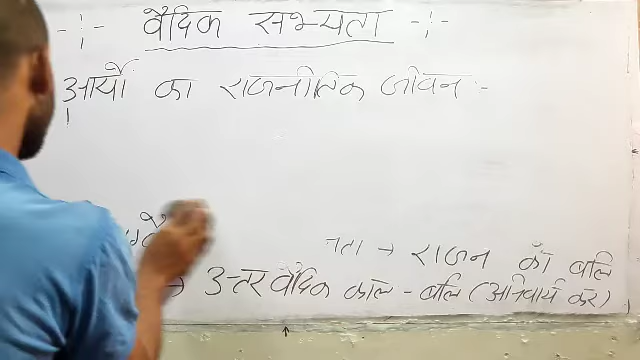 -:- वैदिक सभ्यता -:-
आर्यो का राजनीतिक जीवन :-
→ राजन को बलि
→ उत्तर वैदिक काल - बलि (अनिवार्य कर)